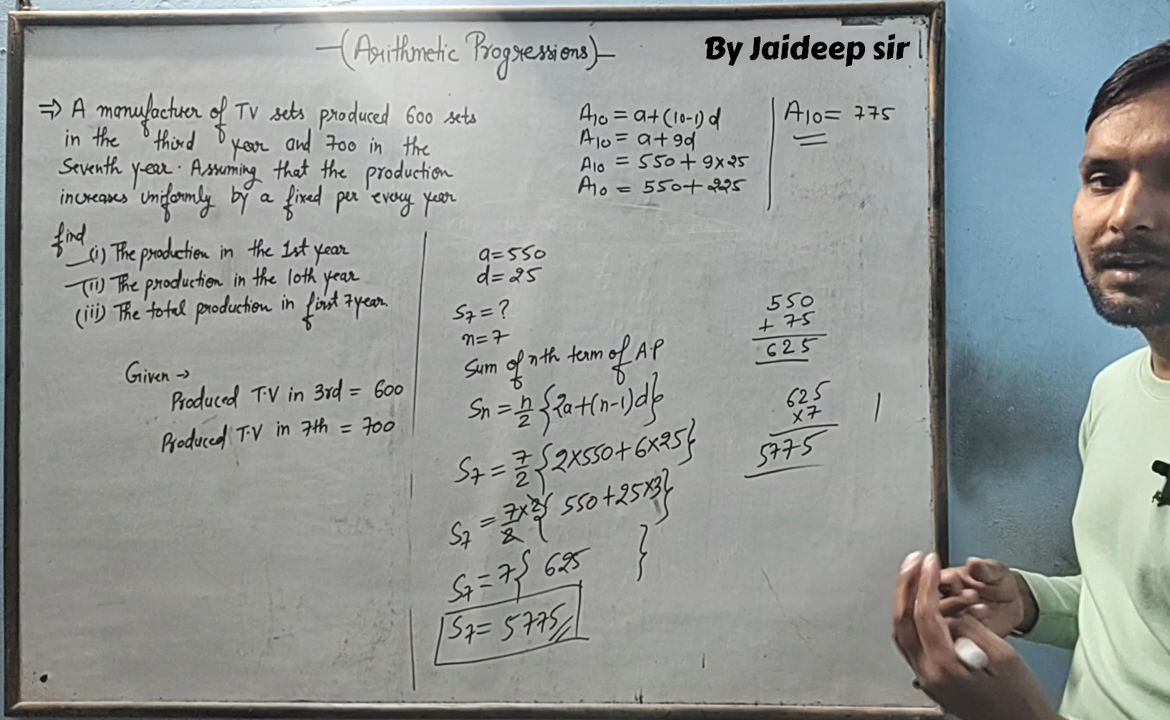 (Arithmetic Progressions)
By Jaideep sir
⇒ A manufactuer of TV sets produced 600 sets
in the third year and 700 in the
Seventh year. Assuming that the production
increases uniformly by a fixed per every year
find
(i) The production in the 1st year
(ii) The production in the 10th year
(iii) The total production in first 7 year.
Given →
Produced T.V in 3rd = 600
Produced T.V in 7th = 700
A10 = a+(10-1)d
A10 = a+9d
A10 = 550+9×25
A10 = 550+225
A10 = 775
a=550
d=25
S7 = ?
n=7
Sum of nth term of A.P
Sn = n/2 {2a+(n-1)d}
S7 = 7/2 {2×550+6×25}
S7 = 7×2/2 { 550+25×3}
S7 = 7{ 625 }
S7 = 5775
550
+ 75
625
625
×7
5775